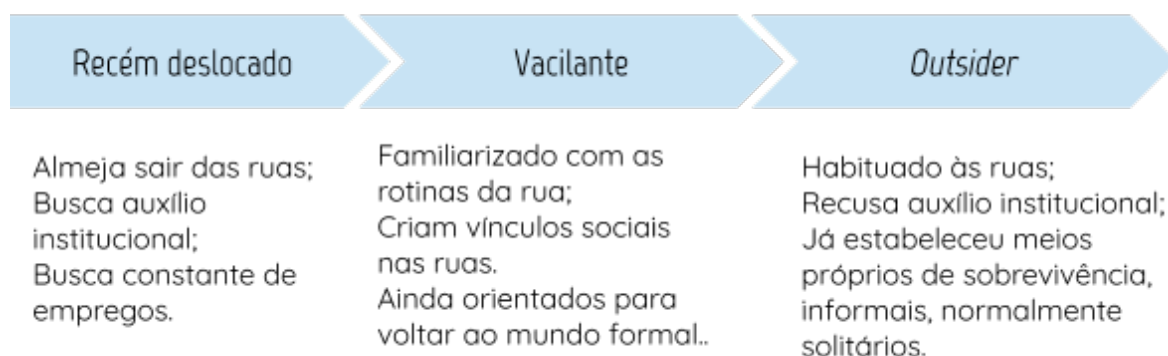 Recém deslocado
Vacilante
Outsider
Almeja sair das ruas;
Busca auxílio
institucional;
Busca constante de
empregos.
Familiarizado com as
rotinas da rua;
Criam vínculos sociais
nas ruas.
Ainda orientados para
voltar ao mundo formal..
Habituado às ruas;
Recusa auxílio institucional;
Já estabeleceu meios
próprios de sobrevivência,
informais, normalmente
solitários.